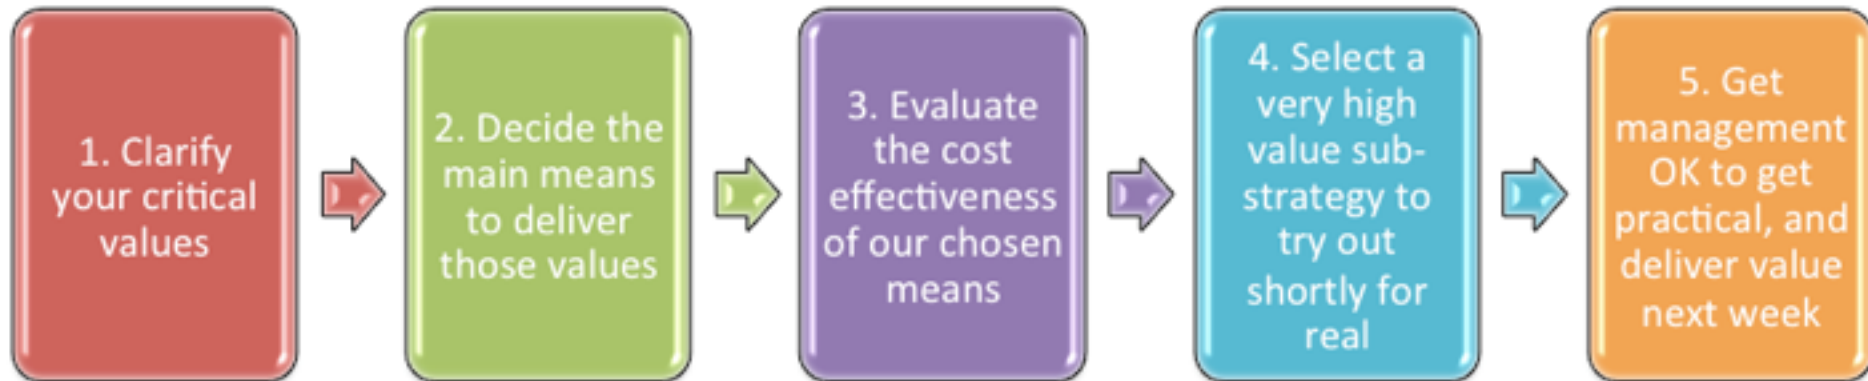 1. Clarify
your critical
values
2. Decide the
main means
to deliver
those values
3. Evaluate
the cost
effectiveness
of our chosen
means
4. Select a
very high
value sub-
strategy to
try out
shortly for
real
5. Get
management
OK to get
practical, and
deliver value
next week